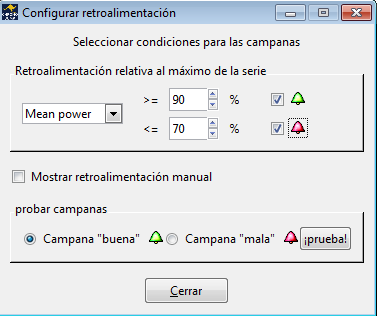 Configurar retroalimentación
Seleccionar condiciones para las campanas
Retroalimentación relativa al máximo de la serie
Mean power >= 90 %
<= 70 %
Mostrar retroalimentación manual
probar campanas
Campana "buena" Campana "mala" ¡prueba!
Cerrar